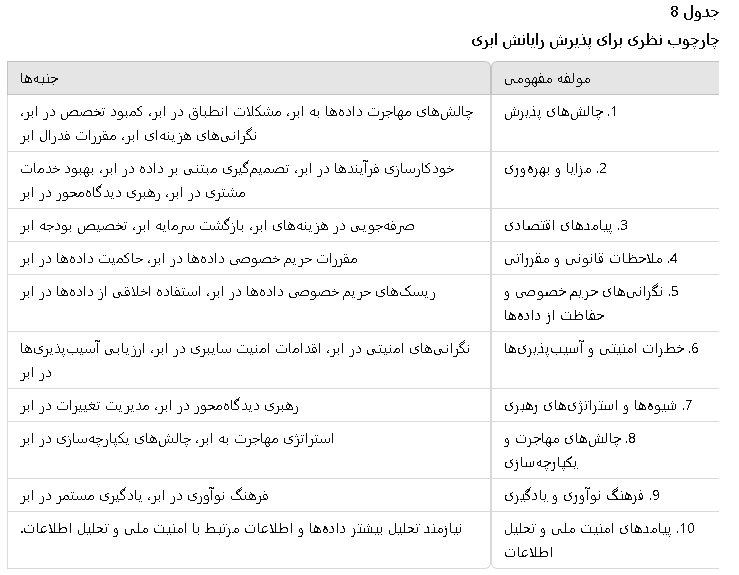 جدول 8
چارچوب نظری برای پذیرش رایانش ابری
مولفه مفهومی
جنبه‌ها
1. چالش‌های پذیرش
چالش‌های مهاجرت داده‌ها به ابر، مشکلات انطباق در ابر، کمبود تخصص در ابر،
نگرانی‌های هزینه‌ای ابر، مقررات فدرال ابر
2. مزایا و بهره‌وری
خودکارسازی فرآیندها در ابر، تصمیم‌گیری مبتنی بر داده در ابر، بهبود خدمات
مشتری در ابر، رهبری دیدگاه‌محور در ابر
3. پیامدهای اقتصادی
صرفه‌جویی در هزینه‌های ابر، بازگشت سرمایه ابر، تخصیص بودجه ابر
4. ملاحظات قانونی و مقرراتی
مقررات حریم خصوصی داده‌ها در ابر، حاکمیت داده‌ها در ابر
5. نگرانی‌های حریم خصوصی و
حفاظت از داده‌ها
ریسک‌های حریم خصوصی داده‌ها در ابر، استفاده اخلاقی از داده‌ها در ابر
6. خطرات امنیتی و آسیب‌پذیری‌ها
نگرانی‌های امنیتی در ابر، اقدامات امنیت سایبری در ابر، ارزیابی آسیب‌پذیری‌ها
در ابر
7. شیوه‌ها و استراتژی‌های رهبری
رهبری دیدگاه‌محور در ابر، مدیریت تغییرات در ابر
8. چالش‌های مهاجرت و
یکپارچه‌سازی
استراتژی مهاجرت به ابر، چالش‌های یکپارچه‌سازی در ابر
9. فرهنگ نوآوری و یادگیری
فرهنگ نوآوری در ابر، یادگیری مستمر در ابر
10. پیامدهای امنیت ملی و تحلیل
اطلاعات
نیازمند تحلیل بیشتر داده‌ها و اطلاعات مرتبط با امنیت ملی و تحلیل اطلاعات.